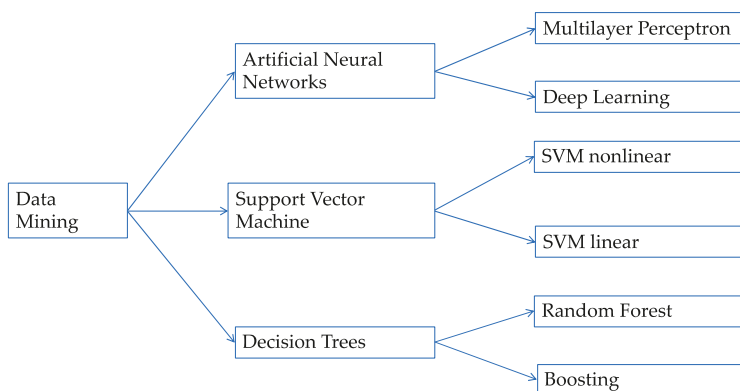 Data
Mining
Artificial Neural
Networks
Multilayer Perceptron
Deep Learning
Support Vector
Machine
SVM nonlinear
SVM linear
Decision Trees
Random Forest
Boosting